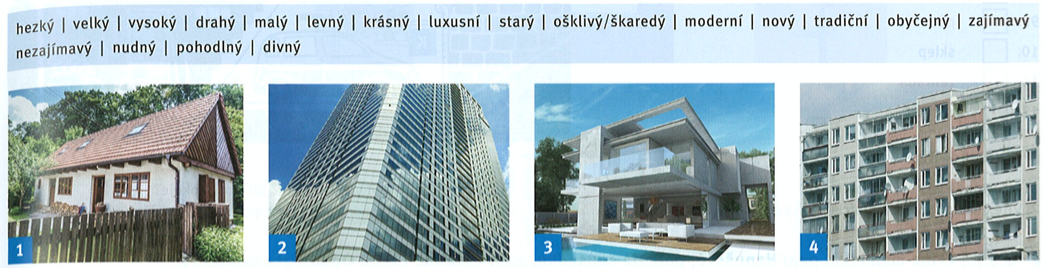 hezký | velký | vysoký | drahý | malý | levný | krásný | luxusní | starý | ošklivý/škaredý | moderní | nový | tradiční | obyčejný | zajímavý
nezajímavý | nudný | pohodlný | divný
1
2
3
4